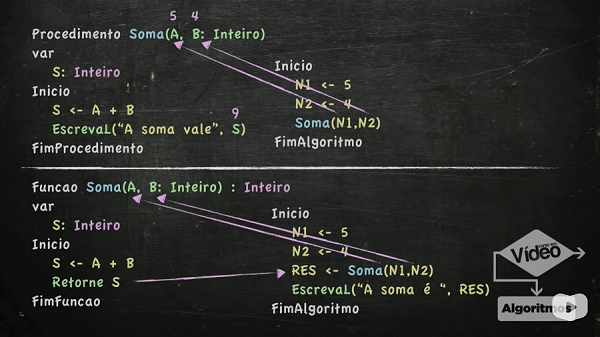 5 4
Procedimento Soma(A, B: Inteiro)
var
S: Inteiro
Inicio
S <- A + B
9
EscrevaL("A soma vale", S)
FimProcedimento
Inicio
N1 <- 5
N2 <- 4
Soma(N1,N2)
FimAlgoritmo
Funcao Soma(A, B: Inteiro) : Inteiro
var
S: Inteiro
Inicio
S <- A + B
Retorne S
FimFuncao
Inicio
N1 <- 5
N2 <- 4
RES <- Soma(N1,N2)
EscrevaL("A soma é ", RES)
FimAlgoritmo
Vídeo
Algoritmos